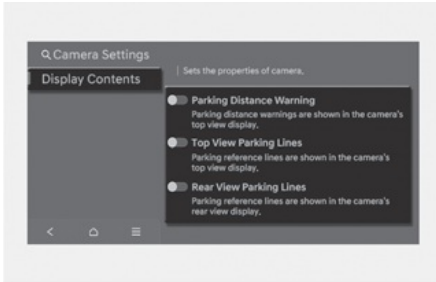 Camera Settings
Display Contents
Sets the properties of camera.
Parking Distance Warning
Parking distance warnings are shown in the camera's
top view display.
Top View Parking Lines
Parking reference lines are shown in the camera's
top view display.
Rear View Parking Lines
Parking reference lines are shown in the camera's
rear view display.